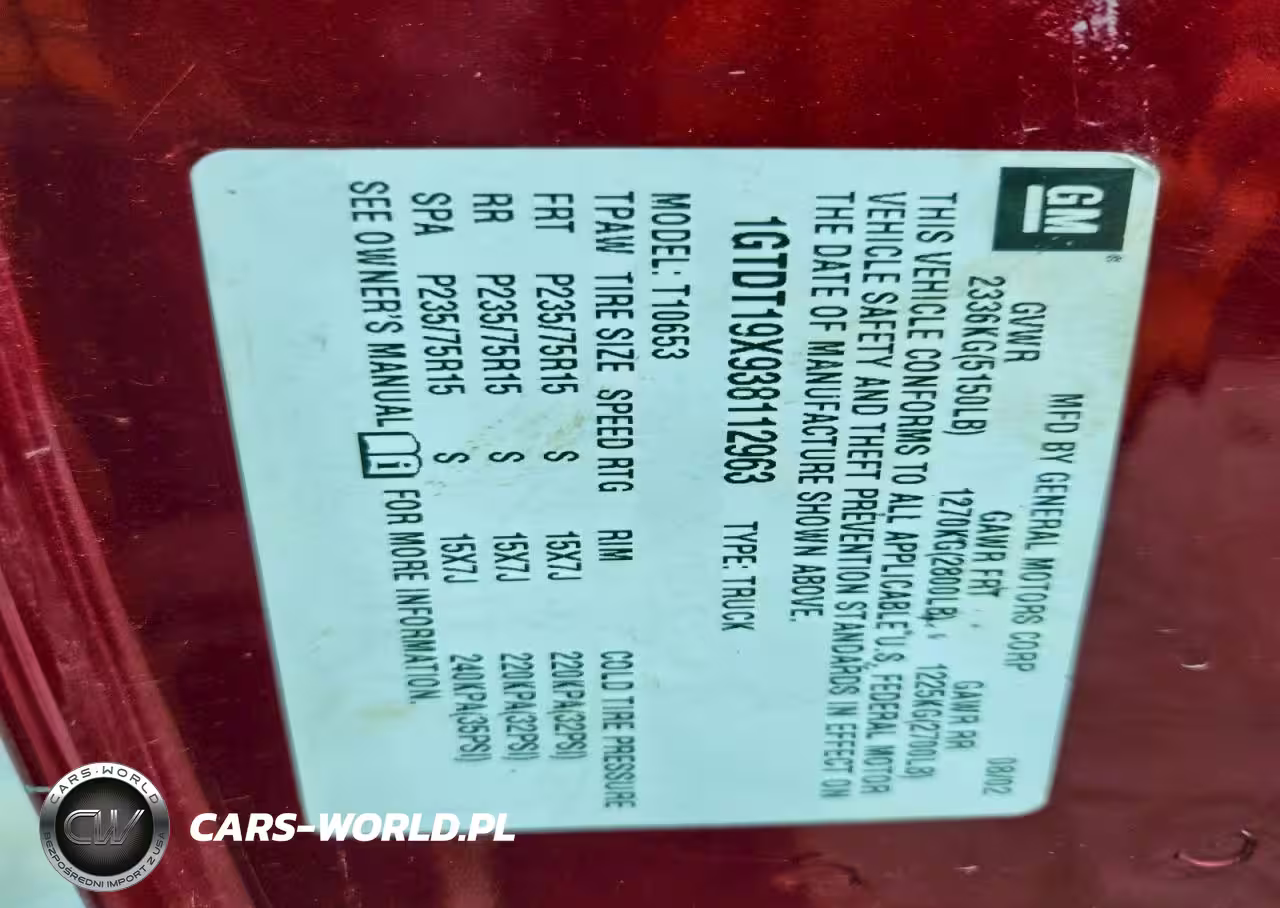 GM®
MFD BY GENERAL MOTORS CORP 08/02
GVWR GAWR FRT GAWR RR
2336KG(5150LB) 1270KG(2800LB) 1225KG(2700LB
THIS VEHICLE CONFORMS TO ALL APPLICABLE U.S. FEDERAL MOTOR
VEHICLE SAFETY AND THEFT PREVENTION STANDARDS IN EFFECT ON
THE DATE OF MANUFACTURE SHOWN ABOVE.
1GTDT19X938112963 TYPE: TRUCK
MODEL: T10653
TPAW TIRE SIZE SPEED RTG RIM COLD TIRE PRESSURE
FRT P235/75R15 S 15X7J 220KPA(32PSI)
RR P235/75R15 S 15X7J 220KPA(32PSI)
SPA P235/75R15 S 15X7J 240KPA(35PSI)
SEE OWNER'S MANUAL i FOR MORE INFORMATION.
CARS-WORLD
CW
BEZPOŚREDNI IMPORT Z USA
CARS-WORLD.PL